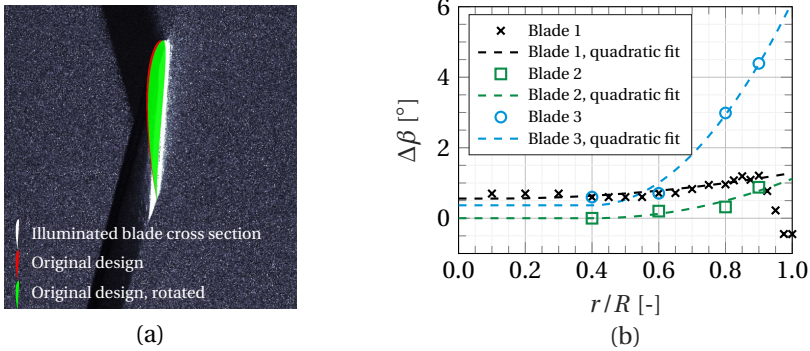 Illuminated blade cross section
Original design
Original design, rotated
(a)
Δβ [°]
6
4
2
0
0.0 0.2 0.4 0.6 0.8 1.0
r/R [-]
Blade 1
Blade 1, quadratic fit
Blade 2
Blade 2, quadratic fit
Blade 3
Blade 3, quadratic fit
(b)